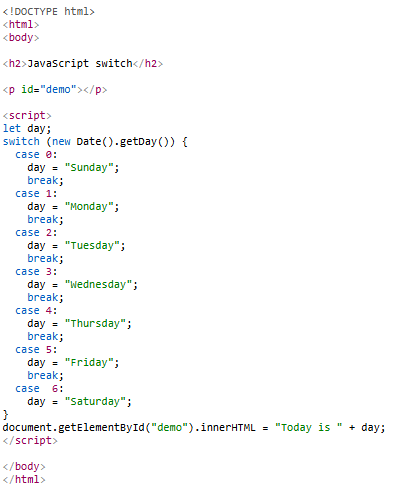 <!DOCTYPE html>
<html>
<body>

<h2>JavaScript switch</h2>

<p id="demo"></p>

<script>
let day;
switch (new Date().getDay()) {
  case 0:
    day = "Sunday";
    break;
  case 1:
    day = "Monday";
    break;
  case 2:
    day = "Tuesday";
    break;
  case 3:
    day = "Wednesday";
    break;
  case 4:
    day = "Thursday";
    break;
  case 5:
    day = "Friday";
    break;
  case  6:
    day = "Saturday";
}
document.getElementById("demo").innerHTML = "Today is " + day;
</script>

</body>
</html>